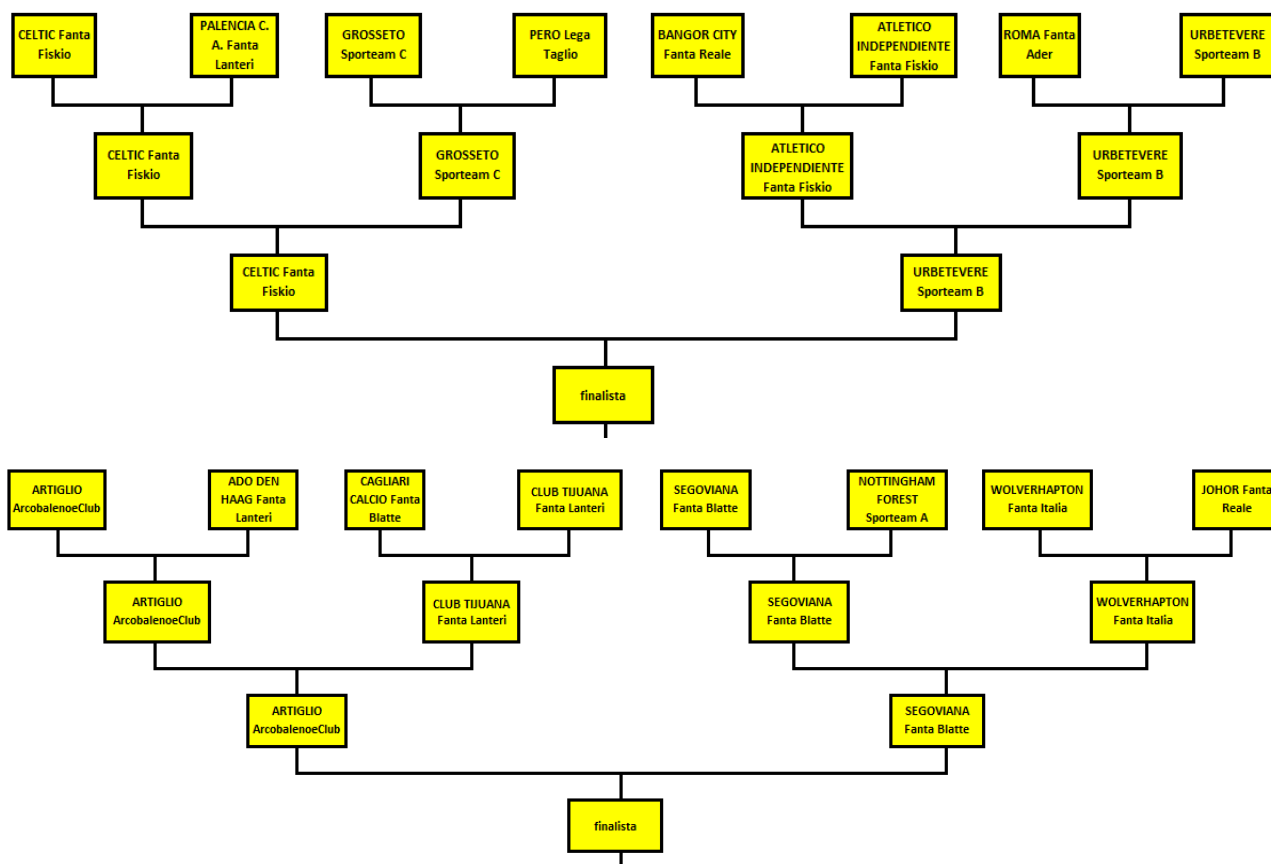 CELTIC Fanta
Fiskio
PALENCIA C.
A. Fanta
Lanteri
GROSSETO
Sporteam C
PERO Lega
Taglio
BANGOR CITY
Fanta Reale
ATLETICO
INDEPENDIENTE
Fanta Fiskio
ROMA Fanta
Ader
URBETEVERE
Sporteam B
CELTIC Fanta
Fiskio
GROSSETO
Sporteam C
ATLETICO
INDEPENDIENTE
Fanta Fiskio
URBETEVERE
Sporteam B
CELTIC Fanta
Fiskio
URBETEVERE
Sporteam B
finalista
ARTIGLIO
ArcobalenoeClub
ADO DEN
HAAG Fanta
Lanteri
CAGLIARI
CALCIO Fanta
Blatte
CLUB TIJUANA
Fanta Lanteri
SEGOVIANA
Fanta Blatte
NOTTINGHAM
FOREST
Sporteam A
WOLVERHAPTON
Fanta Italia
JOHOR Fanta
Reale
ARTIGLIO
ArcobalenoeClub
CLUB TIJUANA
Fanta Lanteri
SEGOVIANA
Fanta Blatte
WOLVERHAPTON
Fanta Italia
ARTIGLIO
ArcobalenoeClub
SEGOVIANA
Fanta Blatte
finalista